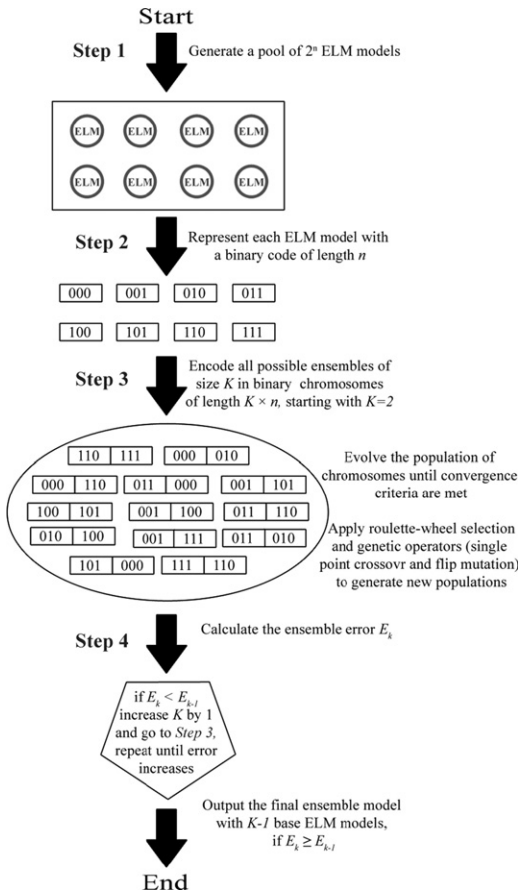 Start
Step 1
Generate a pool of 2ⁿ ELM models
ELM ELM ELM ELM
ELM ELM ELM ELM
Step 2
Represent each ELM model with
a binary code of length n
000 001 010 011
100 101 110 111
Step 3
Encode all possible ensembles of
size K in binary chromosomes
of length K × n, starting with K=2
110 111 000 010
000 110 011 000 001 101
100 101 001 100 011 110
010 100 001 111 011 010
101 000 111 110
Evolve the population of
chromosomes until convergence
criteria are met
Apply roulette-wheel selection
and genetic operators (single
point crossovr and flip mutation)
to generate new populations
Step 4
Calculate the ensemble error Eₖ
if Eₖ < Eₖ₋₁
increase K by 1
and go to Step 3,
repeat until error
increases
Output the final ensemble model
with K-1 base ELM models,
if Eₖ ≥ Eₖ₋₁
End